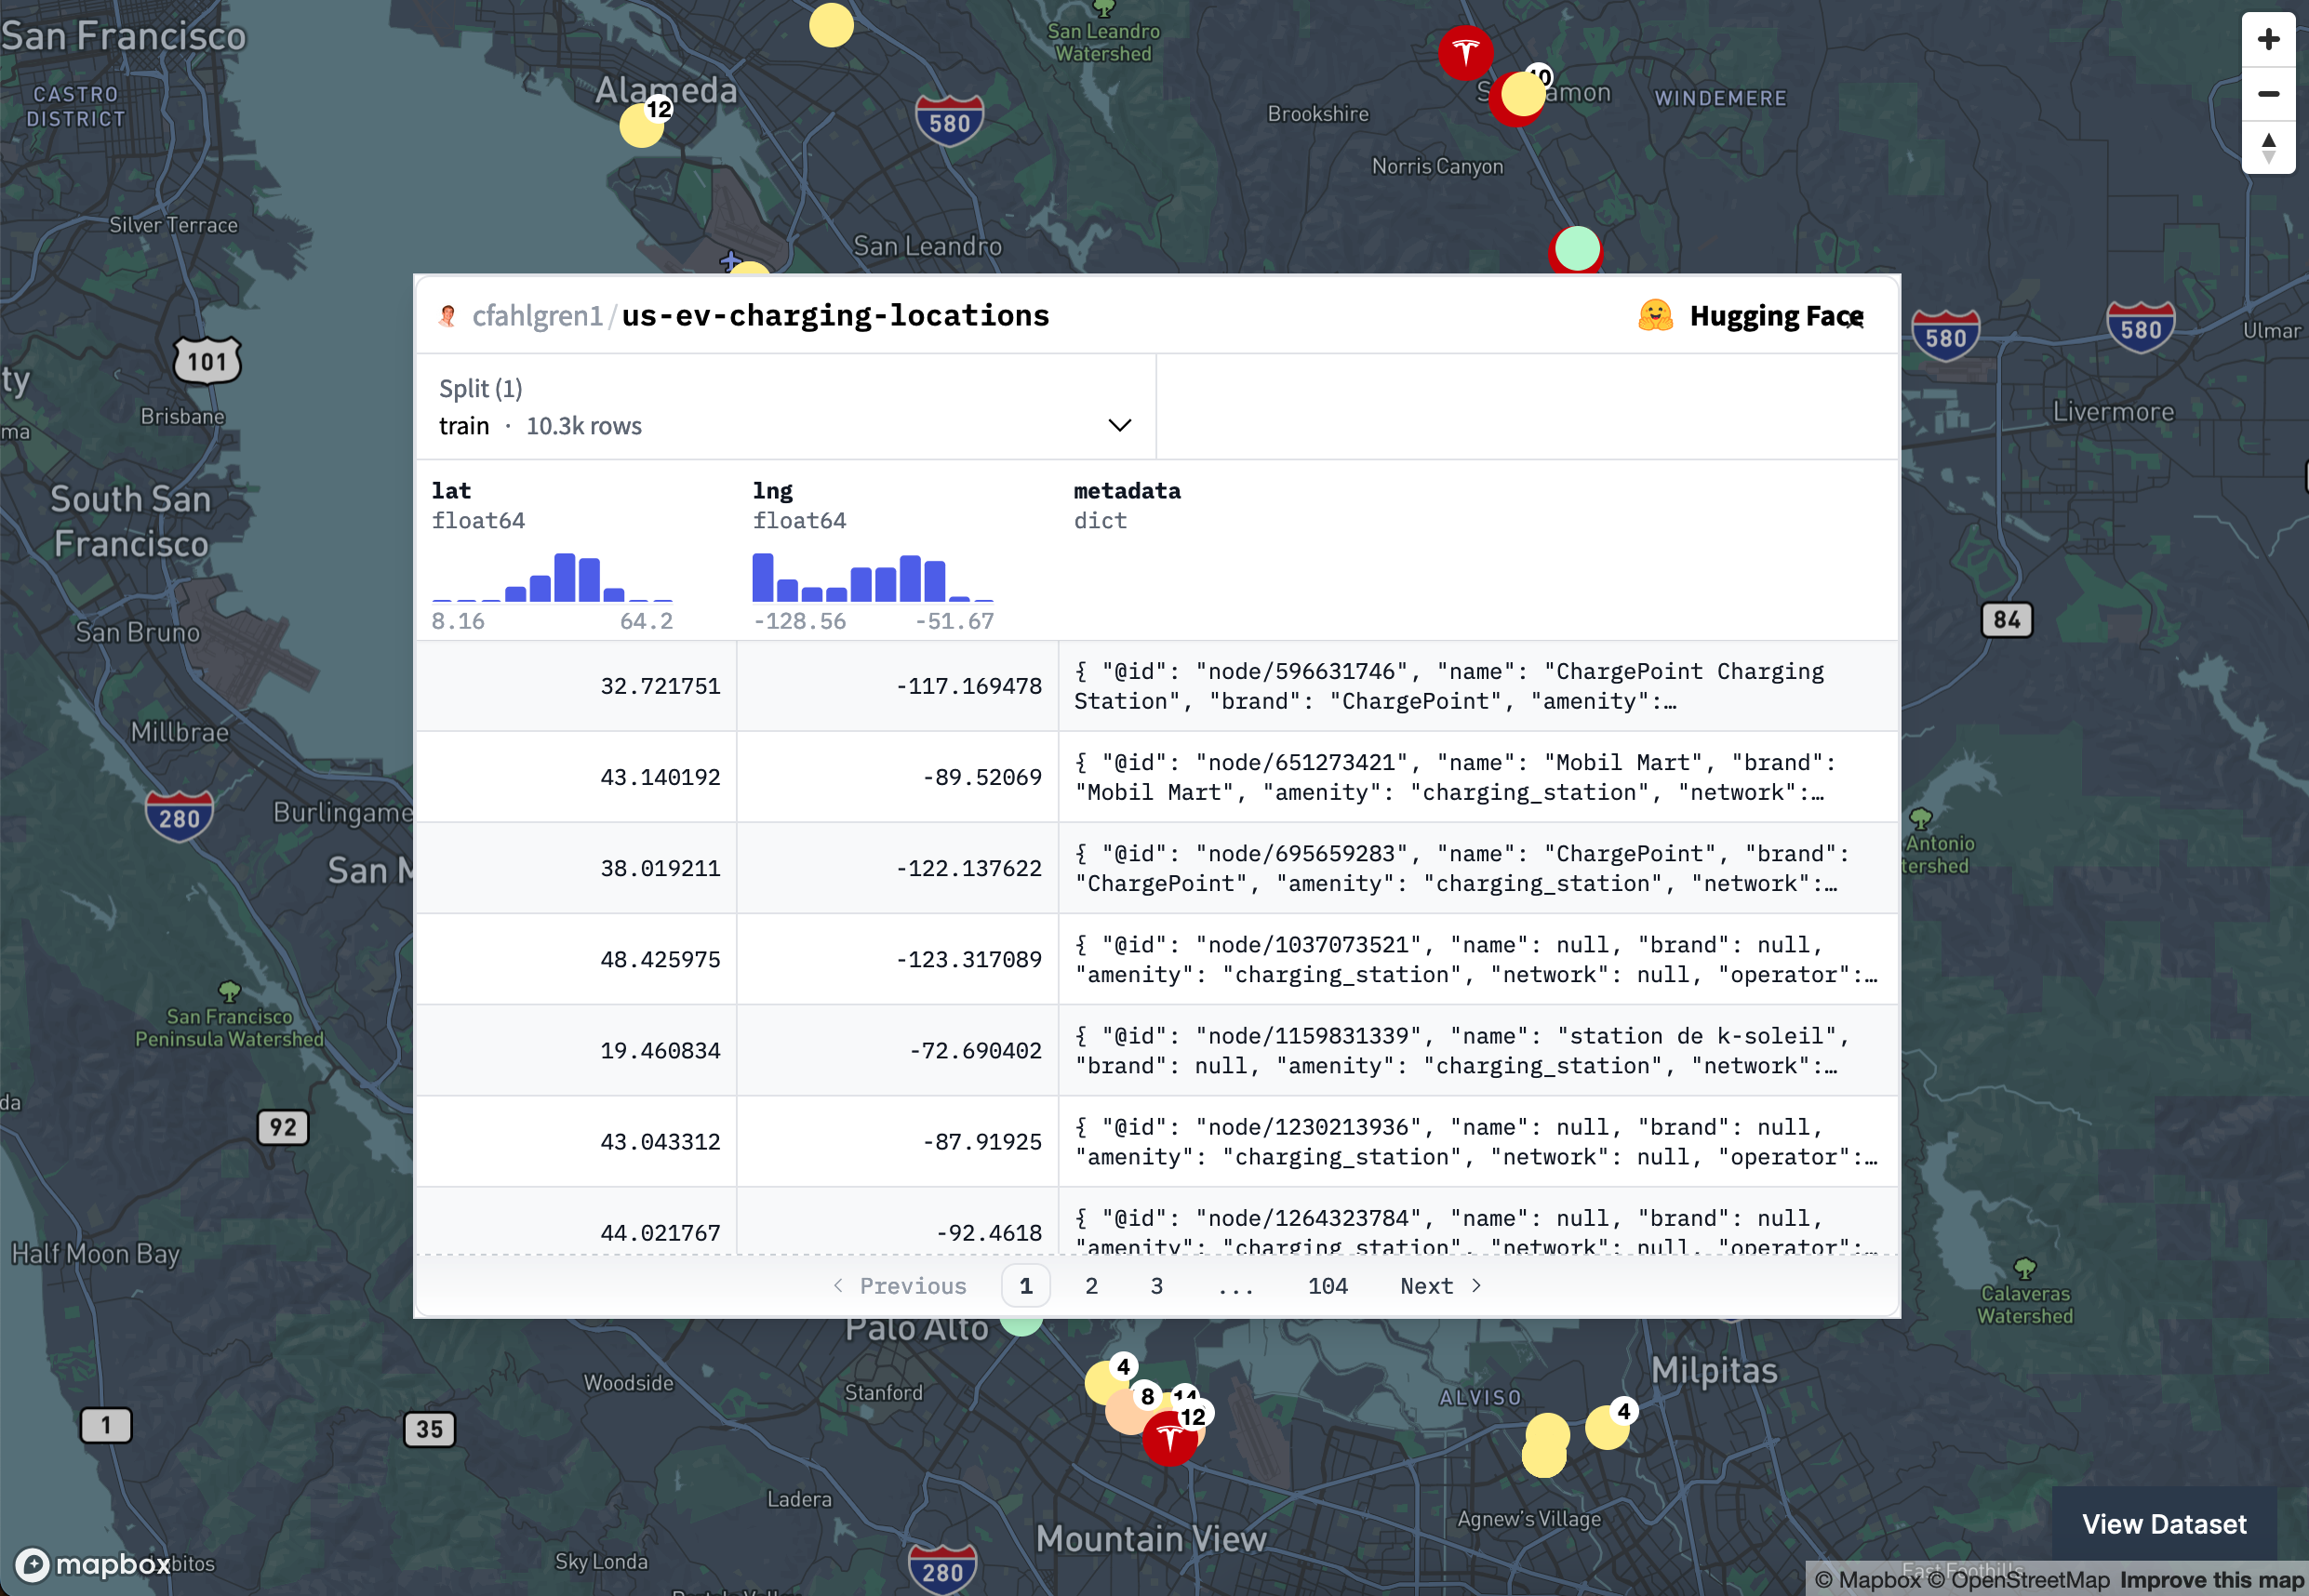 San Francisco
CASTRO
DISTRICT
Alameda
12
San Leandro
Watershed
580
Brookshire
Norris Canyon
WINDEMERE
Silver Terrace
San Leandro
101
Brisbane
580
580
Ulmar
Livermore
South San
Francisco
San Bruno
84
Millbrae
280
Burlingame
Antonio
San Francisco
Peninsula Watershed
92
Half Moon Bay
Calaveras
Watershed
cfahlgren1/us-ev-charging-locations
Hugging Face
Split (1)
train · 10.3k rows
lat lng metadata
float64 float64 dict
8.16 64.2 -128.56 -51.67
32.721751 -117.169478 { "@id": "node/596631746", "name": "ChargePoint Charging
Station", "brand": "ChargePoint", "amenity":…
43.140192 -89.52069 { "@id": "node/651273421", "name": "Mobil Mart", "brand":
"Mobil Mart", "amenity": "charging_station", "network":…
38.019211 -122.137622 { "@id": "node/695659283", "name": "ChargePoint", "brand":
"ChargePoint", "amenity": "charging_station", "network":…
48.425975 -123.317089 { "@id": "node/1037073521", "name": null, "brand": null,
"amenity": "charging_station", "network": null, "operator":…
19.460834 -72.690402 { "@id": "node/1159831339", "name": "station de k-soleil",
"brand": null, "amenity": "charging_station", "network":…
43.043312 -87.91925 { "@id": "node/1230213936", "name": null, "brand": null,
"amenity": "charging_station", "network": null, "operator":…
44.021767 -92.4618 { "@id": "node/1264323784", "name": null, "brand": null,
"amenity": "charging_station", "network": null, "operator":…
Previous 1 2 3 ... 104 Next
Palo Alto
Woodside
Stanford
4
8
14
12
ALVISO
Milpitas
4
1
35
Ladera
Mountain View
Agnew's Village
View Dataset
mapbox
Sky Londa
280
© Mapbox © OpenStreetMap Improve this map